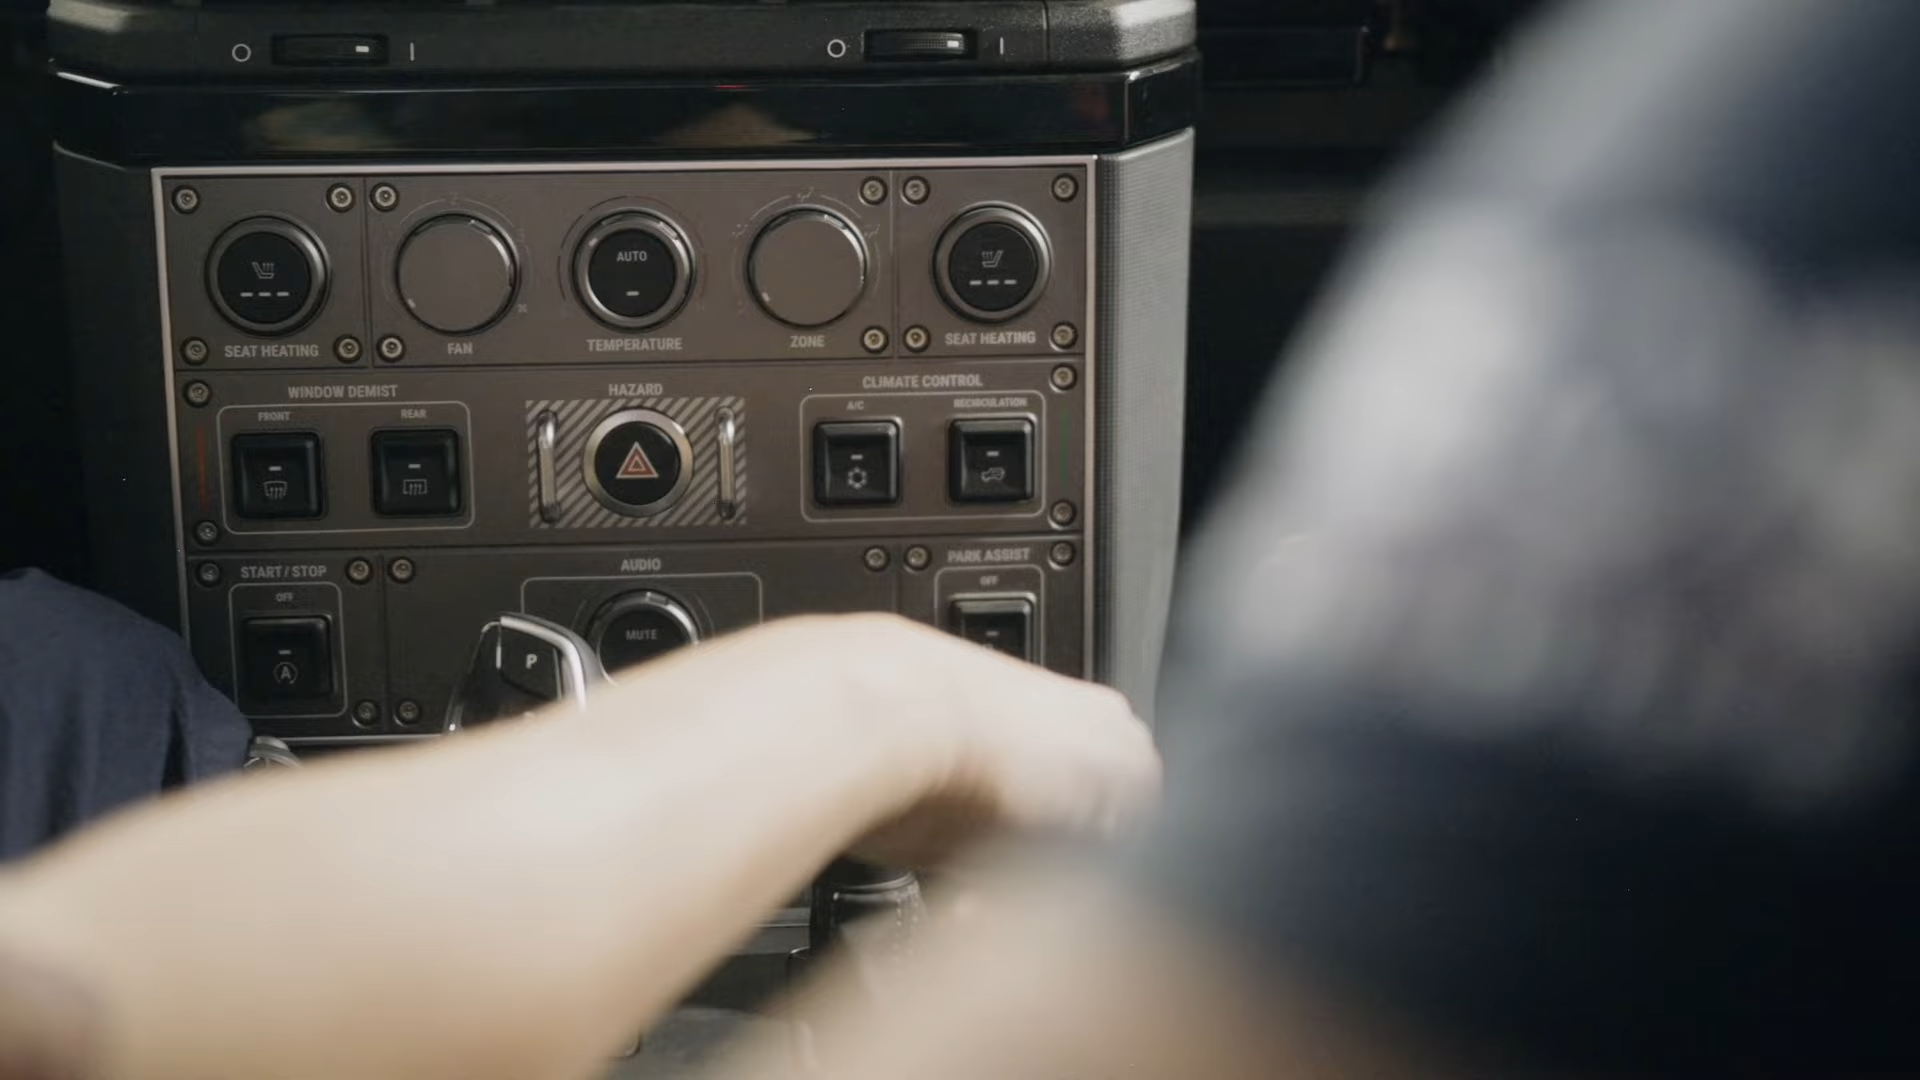 O I O I
AUTO
SEAT HEATING FAN TEMPERATURE ZONE SEAT HEATING
WINDOW DEMIST HAZARD CLIMATE CONTROL
FRONT REAR A/C RECIRCULATION
START/STOP AUDIO PARK ASSIST
OFF OFF
MUTE
P
A